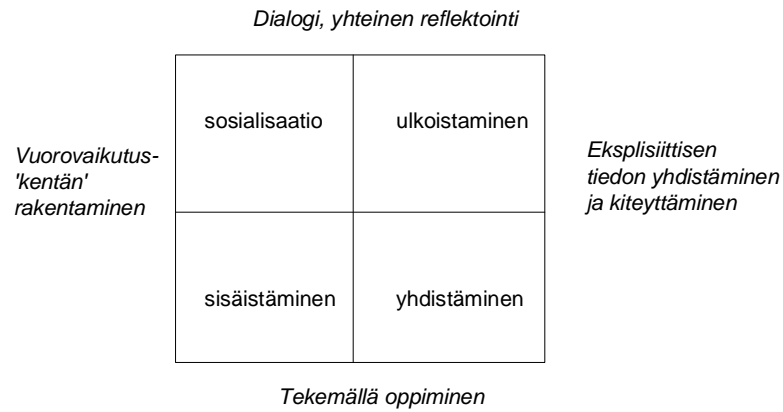 Dialogi, yhteinen reflektointi
sosialisaatio
ulkoistaminen
Vuorovaikutus-
'kentän'
rakentaminen
Eksplisiittisen
tiedon yhdistäminen
ja kiteyttäminen
sisäistäminen
yhdistäminen
Tekemällä oppiminen